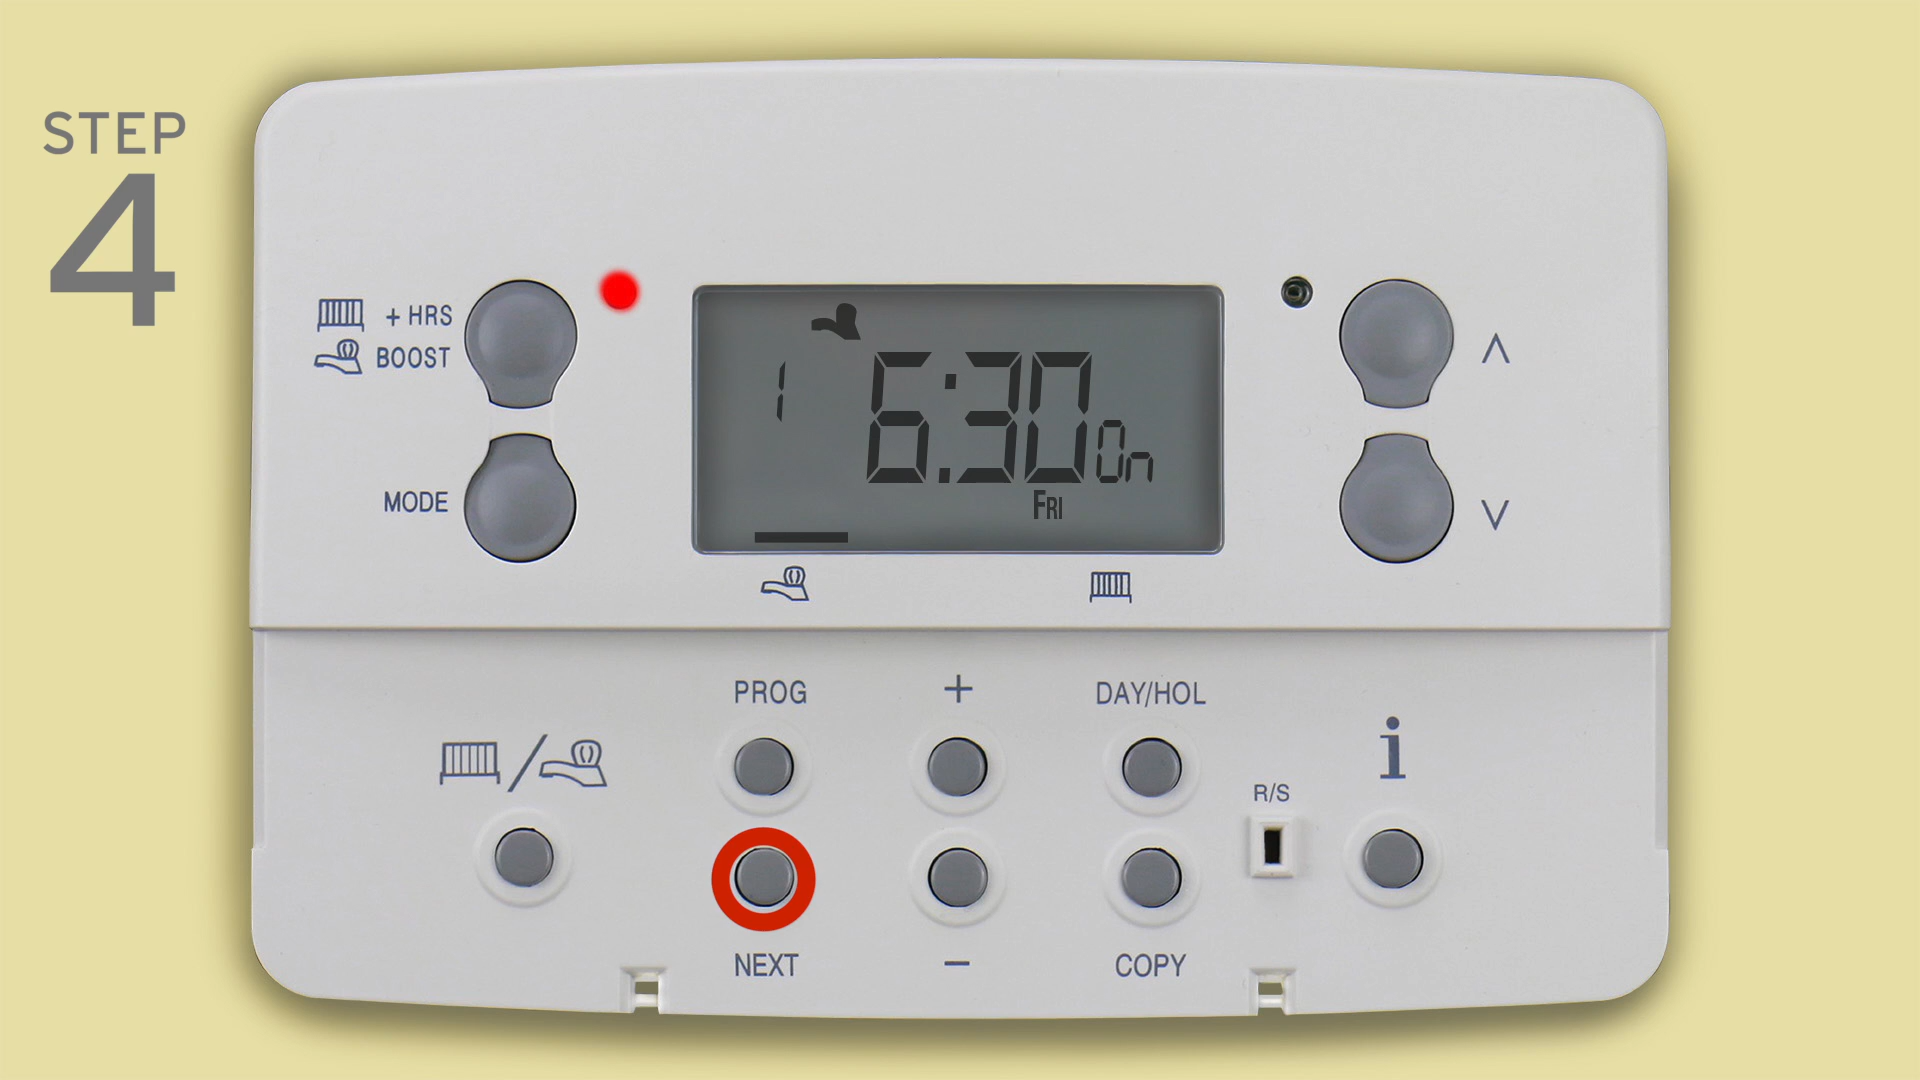 STEP
4
+ HRS
BOOST
MODE
1
6:30 On
FRI
∧
∨
PROG
+
DAY/HOL
i
R/S
NEXT
−
COPY